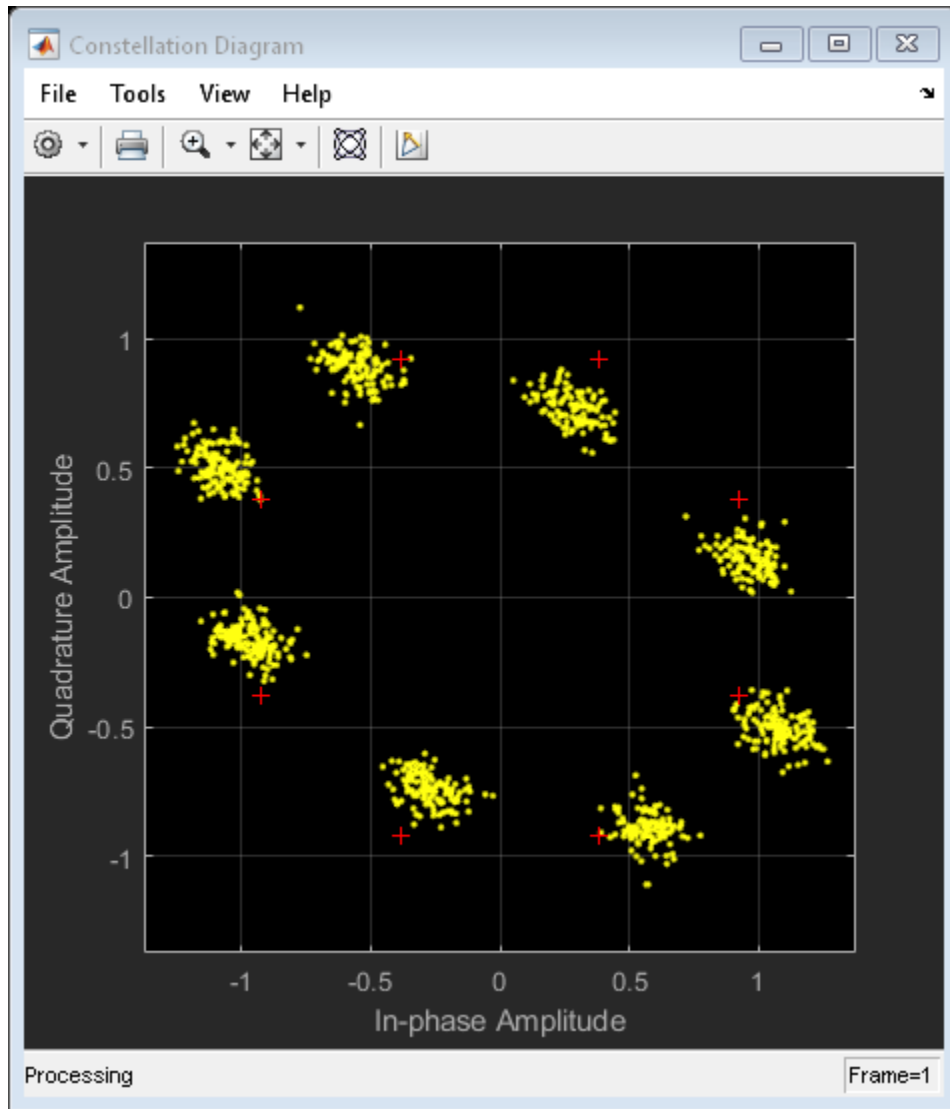 Constellation Diagram
File Tools View Help
1
0.5
0
-0.5
-1
Quadrature Amplitude
-1 -0.5 0 0.5 1
In-phase Amplitude
Processing Frame=1